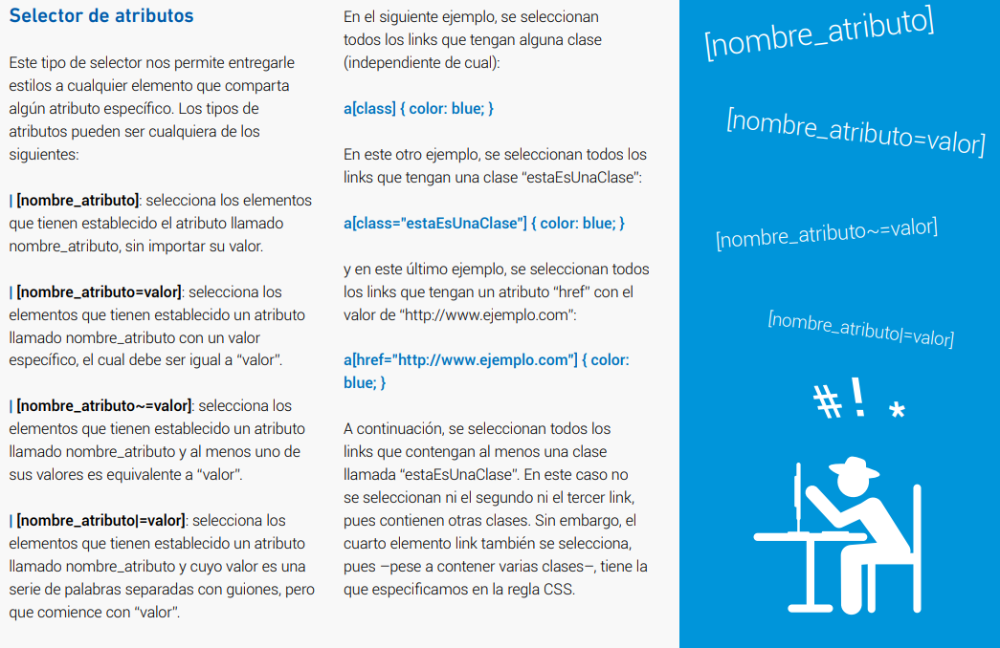 Selector de atributos
Este tipo de selector nos permite entregarle
estilos a cualquier elemento que comparta
algún atributo específico. Los tipos de
atributos pueden ser cualquiera de los
siguientes:
| [nombre_atributo]: selecciona los elementos
que tienen establecido el atributo llamado
nombre_atributo, sin importar su valor.
| [nombre_atributo=valor]: selecciona los
elementos que tienen establecido un atributo
llamado nombre_atributo con un valor
específico, el cual debe ser igual a “valor”.
| [nombre_atributo~=valor]: selecciona los
elementos que tienen establecido un atributo
llamado nombre_atributo y al menos uno de
sus valores es equivalente a “valor”.
| [nombre_atributo|=valor]: selecciona los
elementos que tienen establecido un atributo
llamado nombre_atributo y cuyo valor es una
serie de palabras separadas con guiones, pero
que comience con “valor”.
En el siguiente ejemplo, se seleccionan
todos los links que tengan alguna clase
(independiente de cual):
a[class] { color: blue; }
En este otro ejemplo, se seleccionan todos los
links que tengan una clase “estaEsUnaClase”:
a[class="estaEsUnaClase"] { color: blue; }
y en este último ejemplo, se seleccionan todos
los links que tengan un atributo “href” con el
valor de “http://www.ejemplo.com”:
a[href="http://www.ejemplo.com"] { color:
blue; }
A continuación, se seleccionan todos los
links que contengan al menos una clase
llamada “estaEsUnaClase”. En este caso no
se seleccionan ni el segundo ni el tercer link,
pues contienen otras clases. Sin embargo, el
cuarto elemento link también se selecciona,
pues –pese a contener varias clases–, tiene la
que especificamos en la regla CSS.
[nombre_atributo]
[nombre_atributo=valor]
[nombre_atributo~=valor]
[nombre_atributo|=valor]
#! *